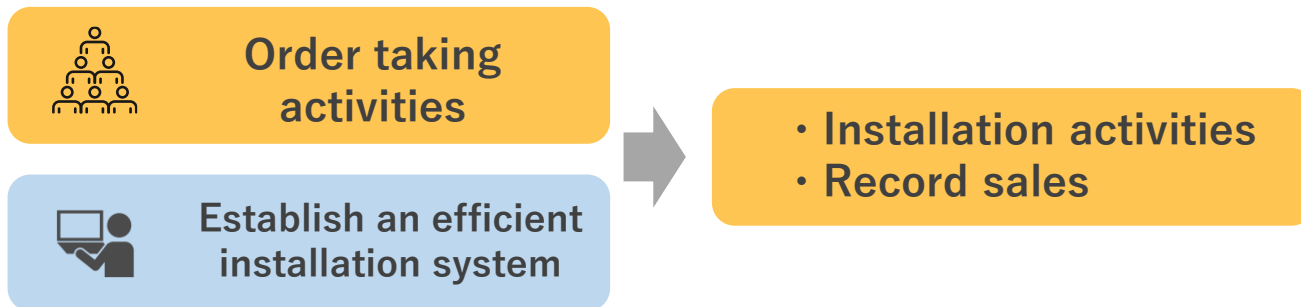 Order taking
activities
Establish an efficient
installation system
・Installation activities
・Record sales